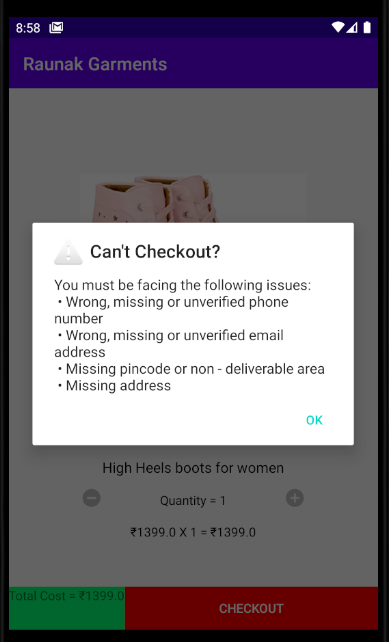 8:58
Raunak Garments
Can't Checkout?
You must be facing the following issues:
• Wrong, missing or unverified phone
number
• Wrong, missing or unverified email
address
• Missing pincode or non - deliverable area
• Missing address
OK
High Heels boots for women
Quantity = 1
₹1399.0 X 1 = ₹1399.0
Total Cost = ₹1399.0
CHECKOUT